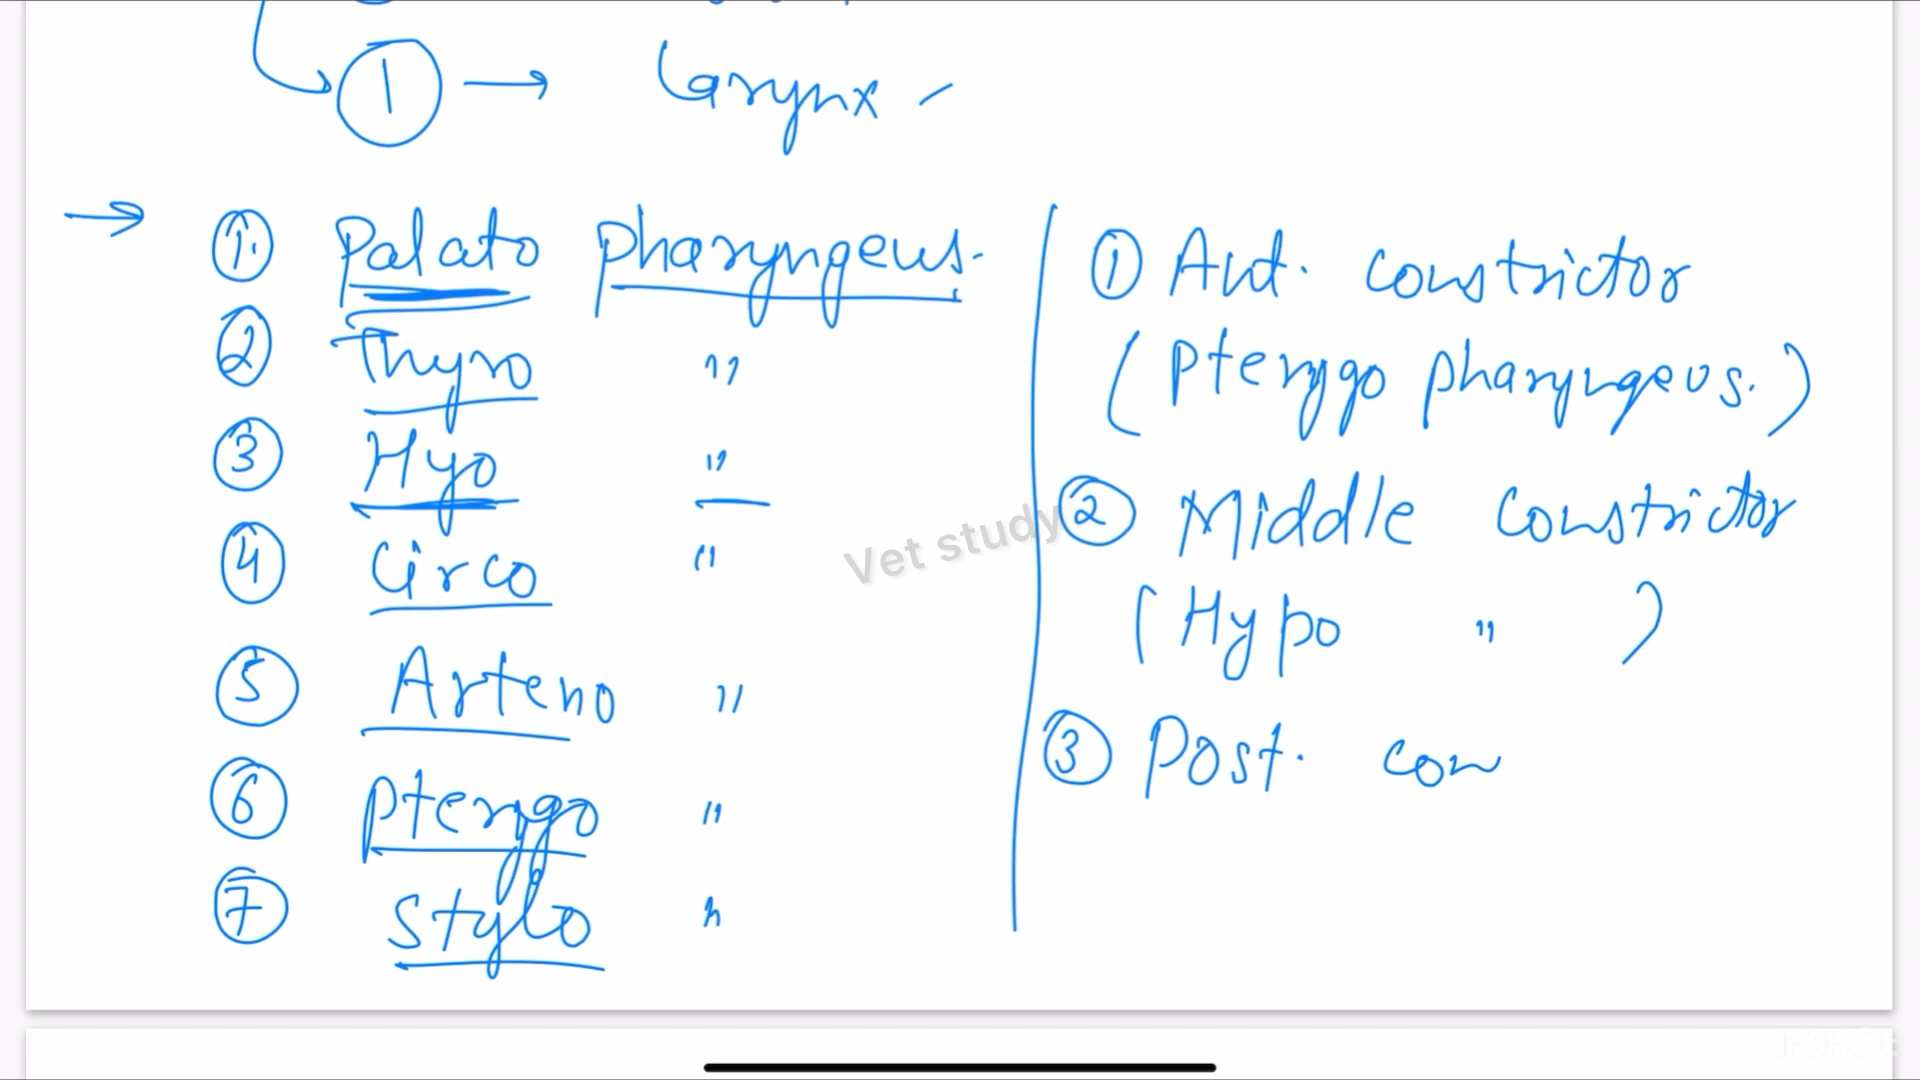 1 → Larynx -
→ 1. Palato pharyngeus.
2 Thyro "
3 Hyo "
4 Circo "
5 Arteno "
6 Pterygo "
7 Stylo "
1 Ant. constrictor
(Pterygo pharyngeus.)
2 Middle constrictor
(Hypo " )
3 Post. con
Vet study